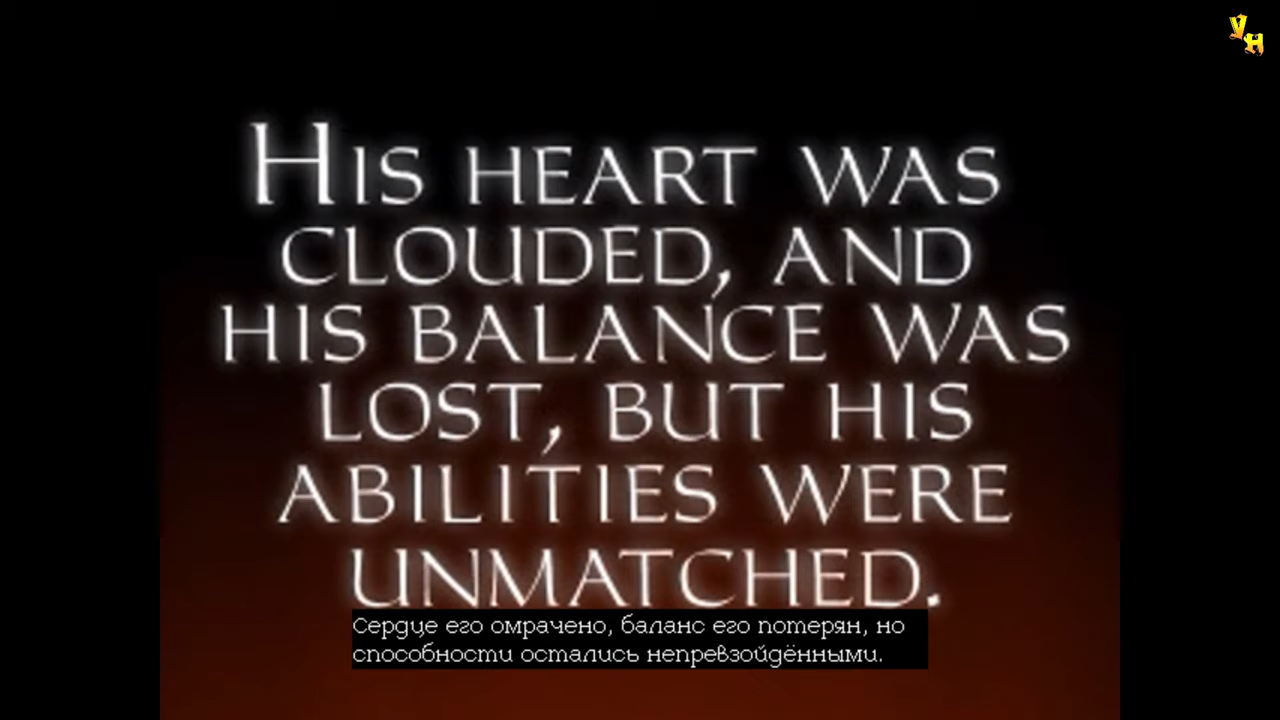 УН
His heart was
clouded, and
his balance was
lost, but his
abilities were
unmatched.
Сердце его омрачено, баланс его потерян, но
способности остались непревзойдёнными.